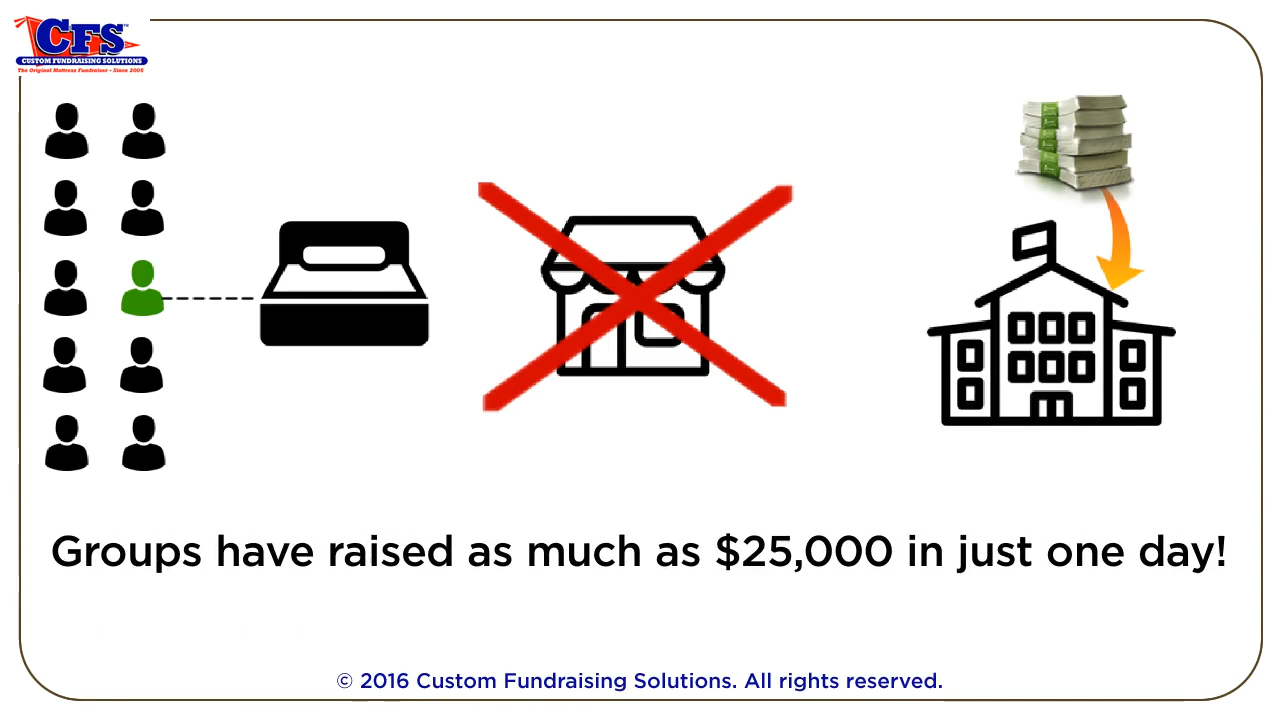 CFS™
CUSTOM FUNDRAISING SOLUTIONS
The Original Mattress Fundraiser - Since 2005
Groups have raised as much as $25,000 in just one day!
© 2016 Custom Fundraising Solutions. All rights reserved.